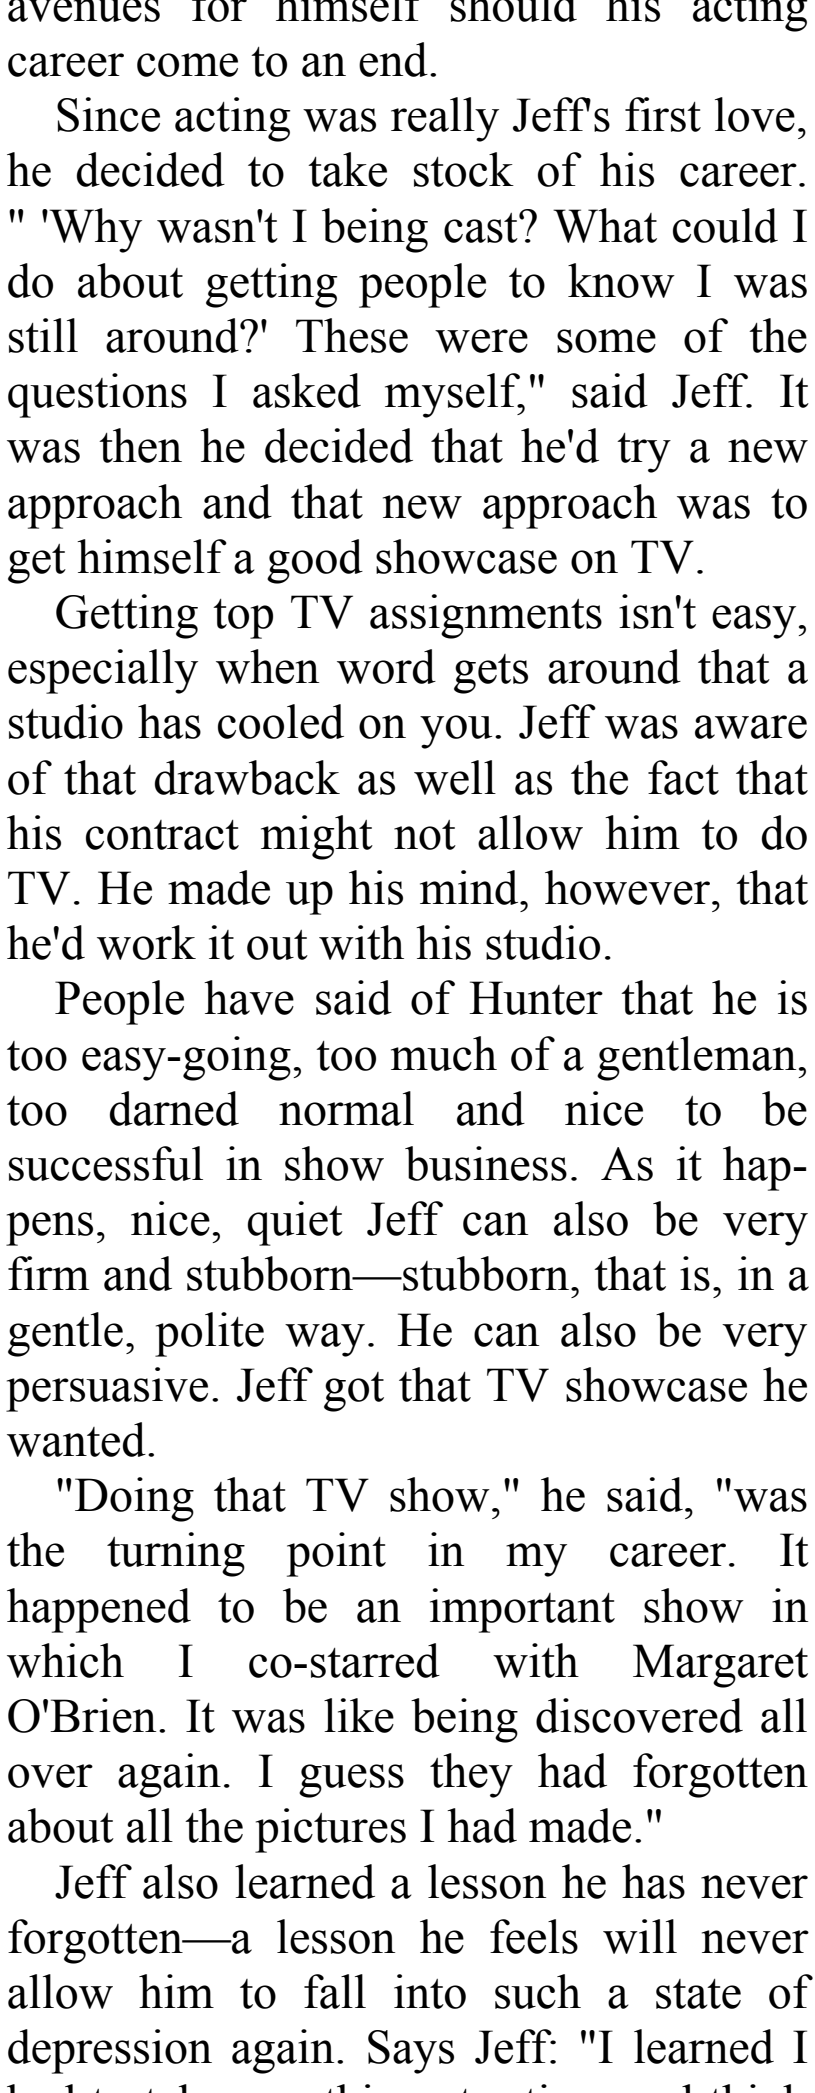 avenues for himself should his acting
career come to an end.
Since acting was really Jeff's first love,
he decided to take stock of his career.
" 'Why wasn't I being cast? What could I
do about getting people to know I was
still around?' These were some of the
questions I asked myself," said Jeff. It
was then he decided that he'd try a new
approach and that new approach was to
get himself a good showcase on TV.
Getting top TV assignments isn't easy,
especially when word gets around that a
studio has cooled on you. Jeff was aware
of that drawback as well as the fact that
his contract might not allow him to do
TV. He made up his mind, however, that
he'd work it out with his studio.
People have said of Hunter that he is
too easy-going, too much of a gentleman,
too darned normal and nice to be
successful in show business. As it hap-
pens, nice, quiet Jeff can also be very
firm and stubborn—stubborn, that is, in a
gentle, polite way. He can also be very
persuasive. Jeff got that TV showcase he
wanted.
"Doing that TV show," he said, "was
the turning point in my career. It
happened to be an important show in
which I co-starred with Margaret
O'Brien. It was like being discovered all
over again. I guess they had forgotten
about all the pictures I had made."
Jeff also learned a lesson he has never
forgotten—a lesson he feels will never
allow him to fall into such a state of
depression again. Says Jeff: "I learned I